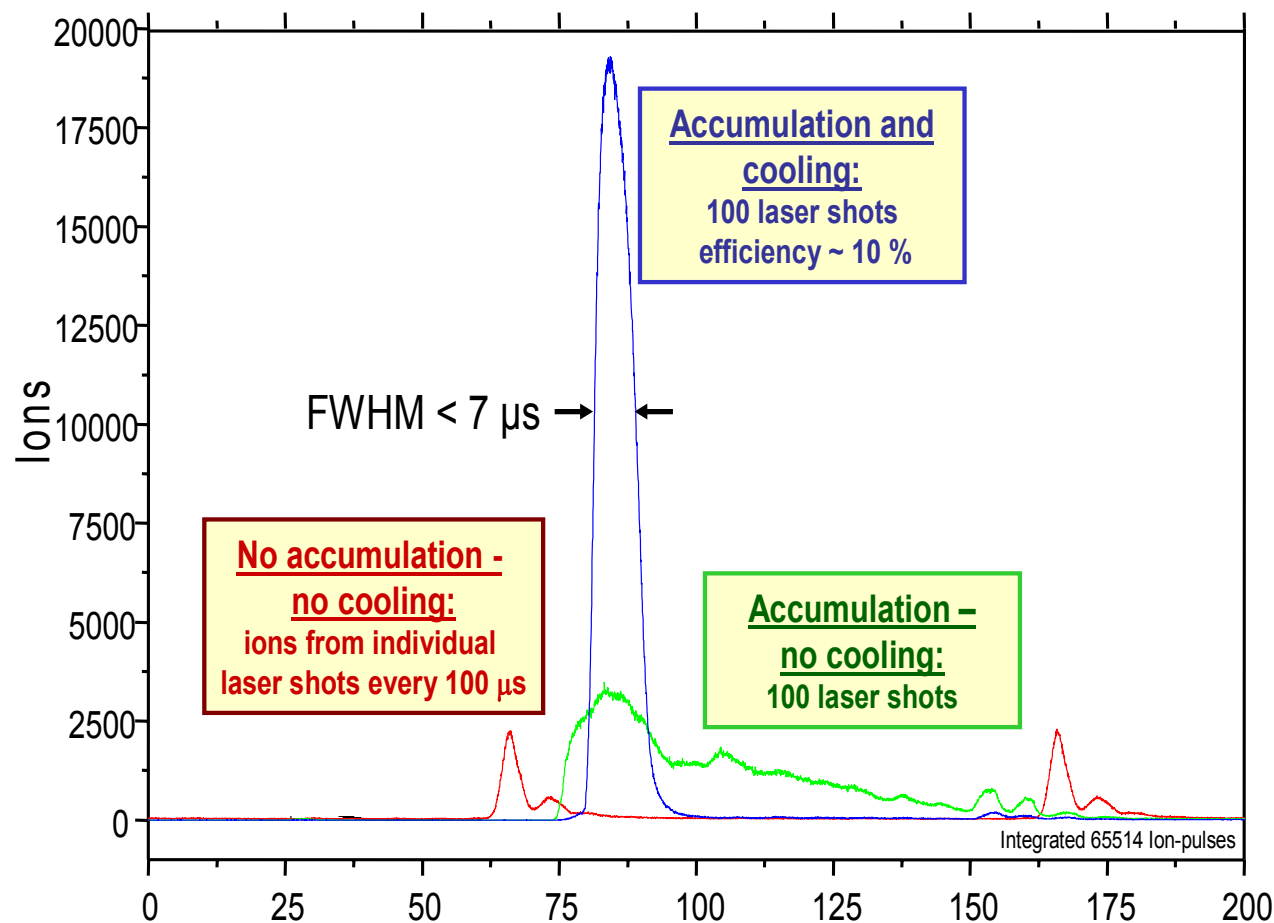 20000
17500
15000
12500
10000
7500
5000
2500
0
Ions
Accumulation and
cooling:
100 laser shots
efficiency ~ 10 %
FWHM < 7 µs
No accumulation -
no cooling:
ions from individual
laser shots every 100 µs
Accumulation –
no cooling:
100 laser shots
Integrated 65514 Ion-pulses
0 25 50 75 100 125 150 175 200